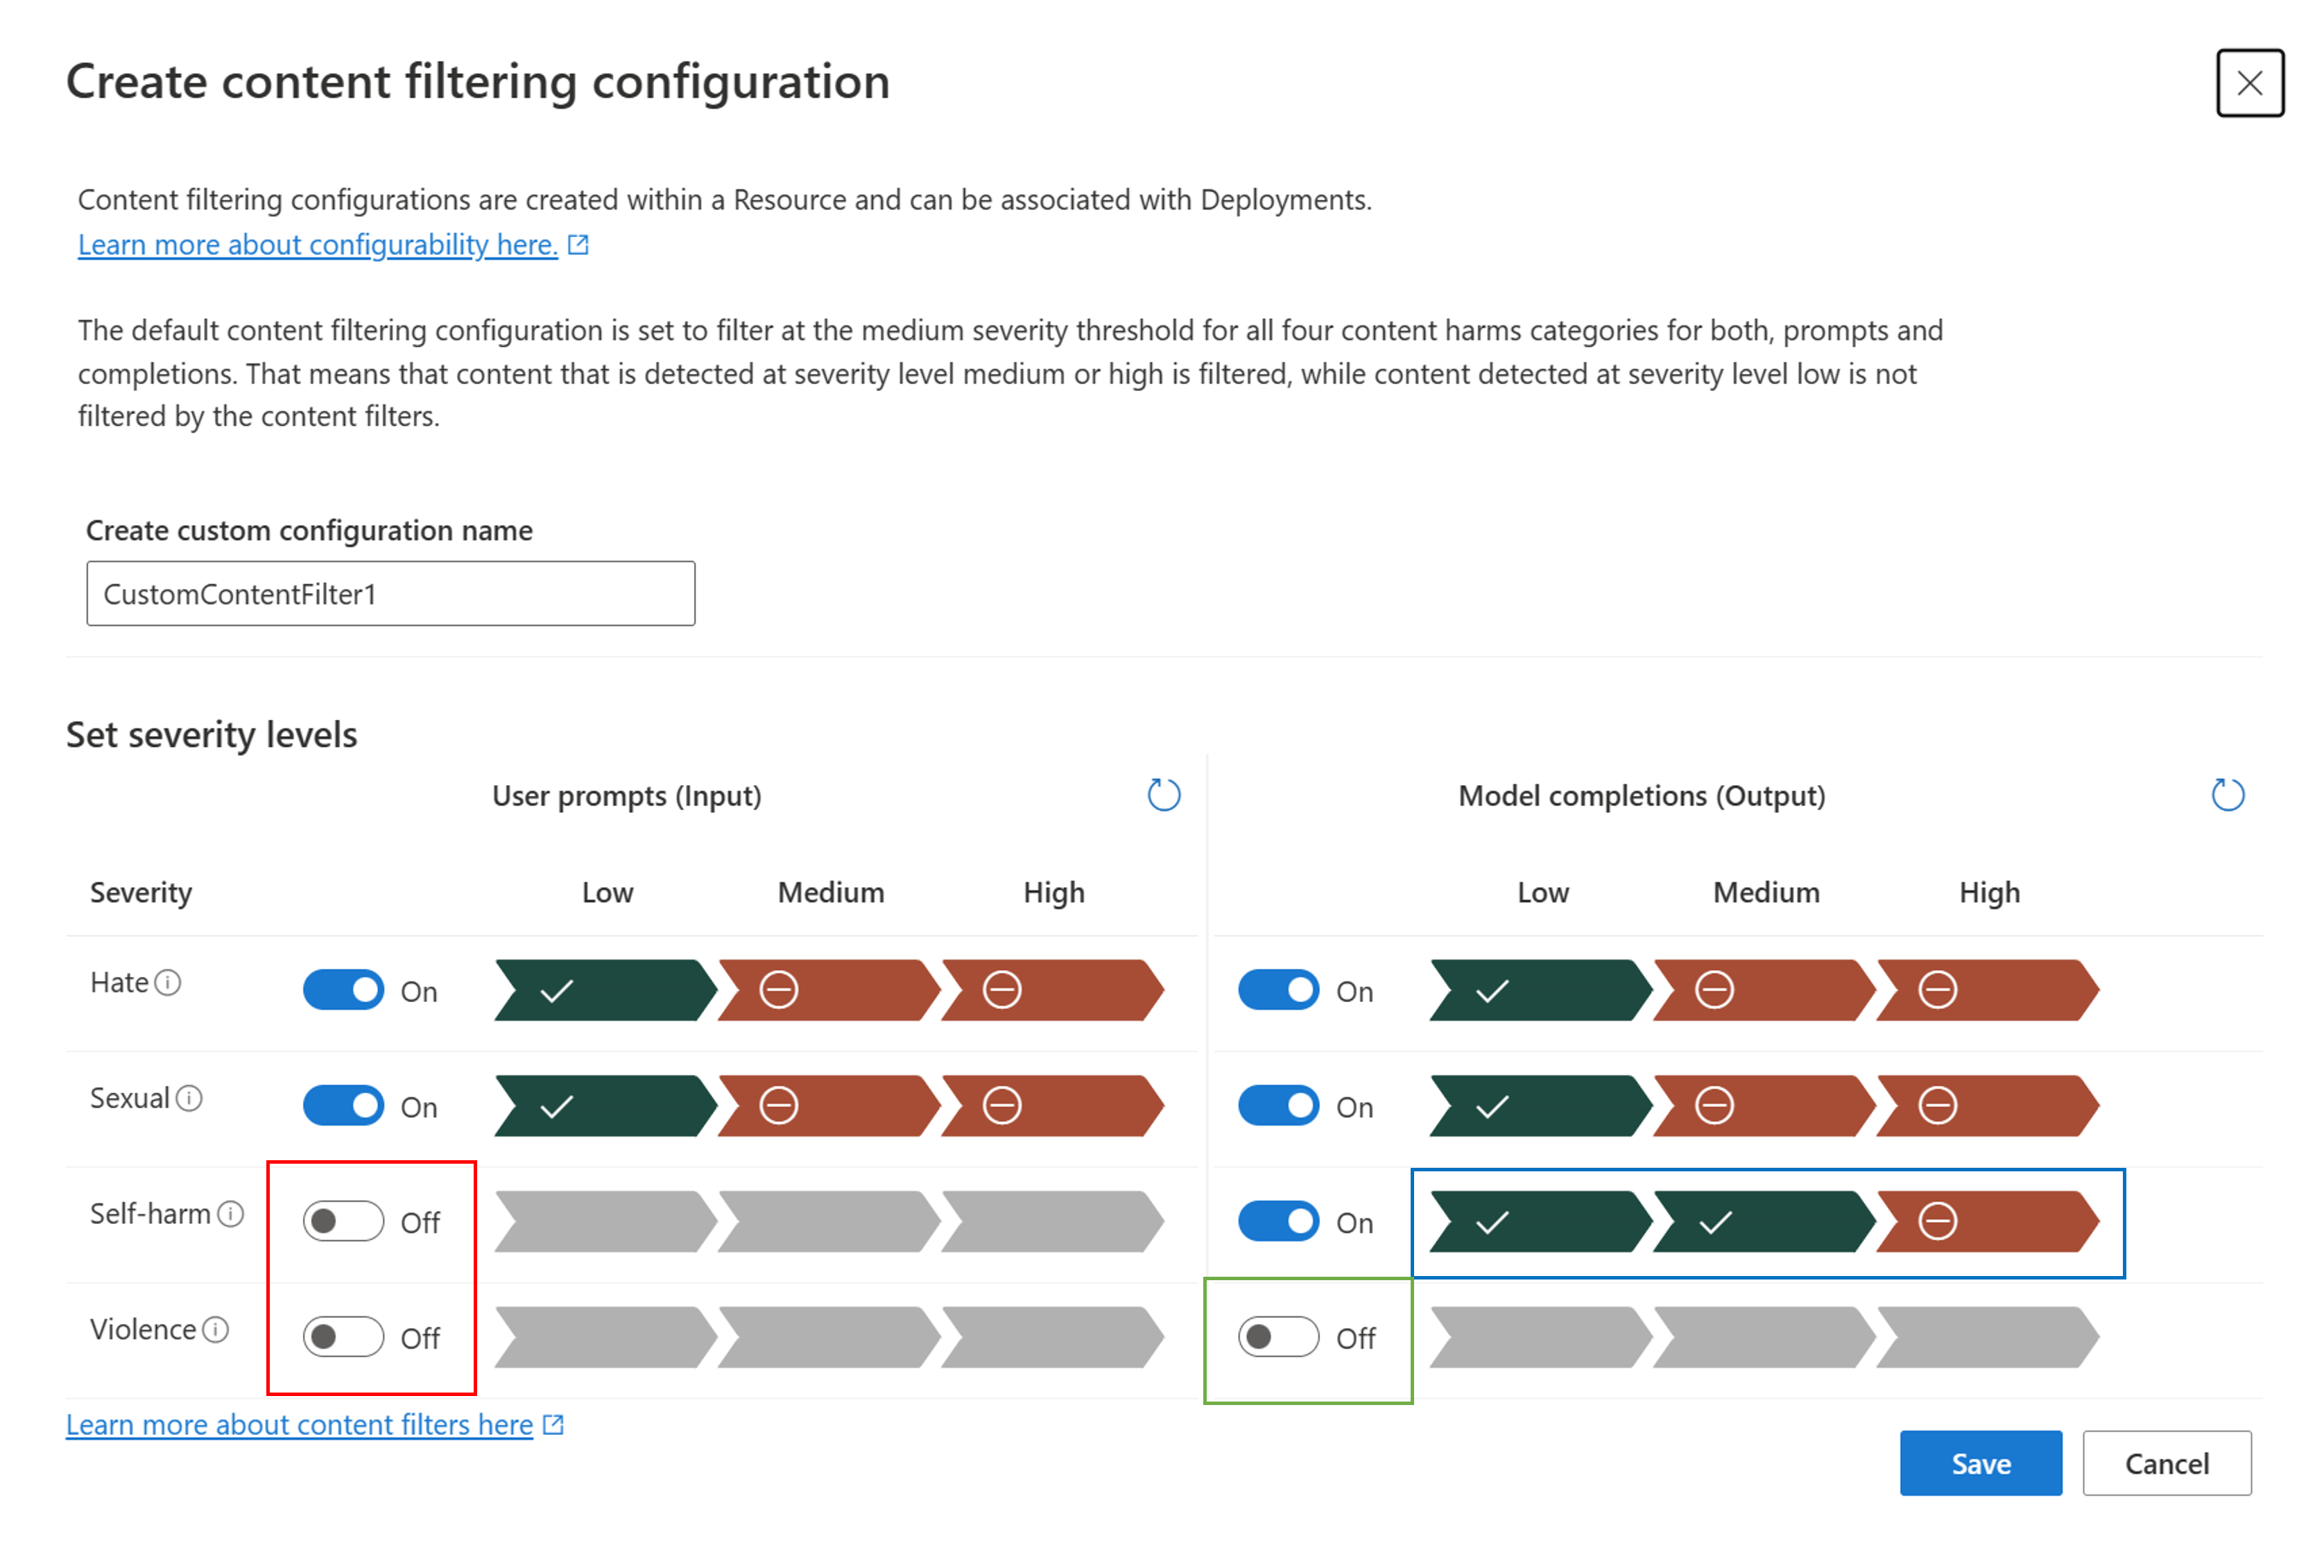 Create content filtering configuration
Content filtering configurations are created within a Resource and can be associated with Deployments.
Learn more about configurability here.
The default content filtering configuration is set to filter at the medium severity threshold for all four content harms categories for both, prompts and
completions. That means that content that is detected at severity level medium or high is filtered, while content detected at severity level low is not
filtered by the content filters.
Create custom configuration name
CustomContentFilter1
Set severity levels
User prompts (Input)
Model completions (Output)
Severity Low Medium High Low Medium High
Hate On On
Sexual On On
Self-harm Off On
Violence Off Off
Learn more about content filters here
Save Cancel